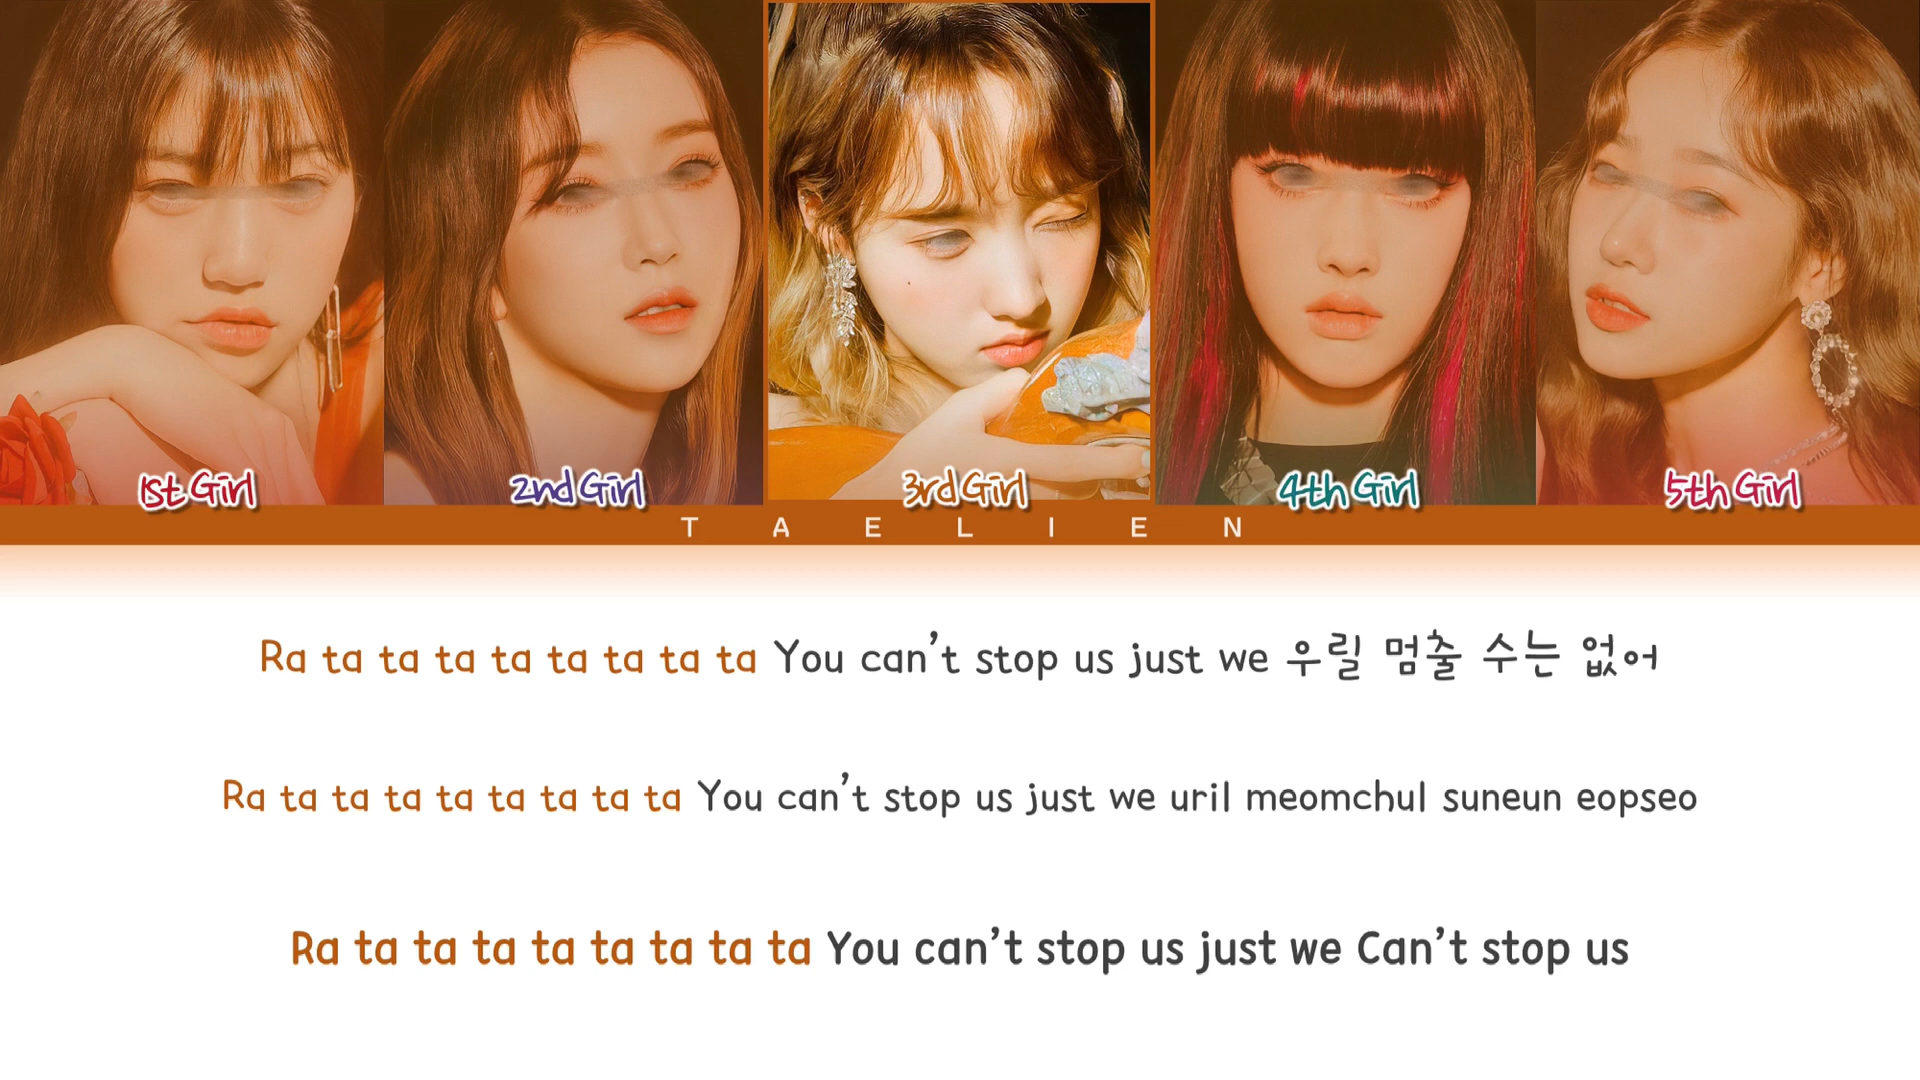 1st Girl
2nd Girl
3rd Girl
4th Girl
5th Girl
TAELIEN
Ra ta ta ta ta ta ta ta ta You can't stop us just we 우릴 멈출 수는 없어
Ra ta ta ta ta ta ta ta ta You can't stop us just we uril meomchul suneun eopseo
Ra ta ta ta ta ta ta ta ta You can't stop us just we Can't stop us